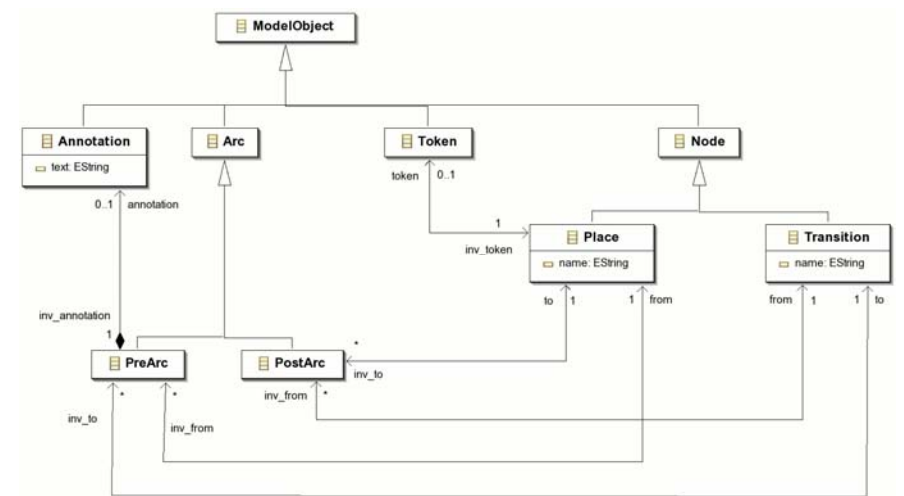 ModelObject
Annotation
Arc
Token
Node
text: EString
token 0..1
0..1 annotation
1
inv_token
Place
Transition
name: EString
name: EString
to 1
1 from
from 1
1 to
inv_annotation
1
*
PreArc
PostArc
inv_to
* *
inv_from *
inv_to
inv_from